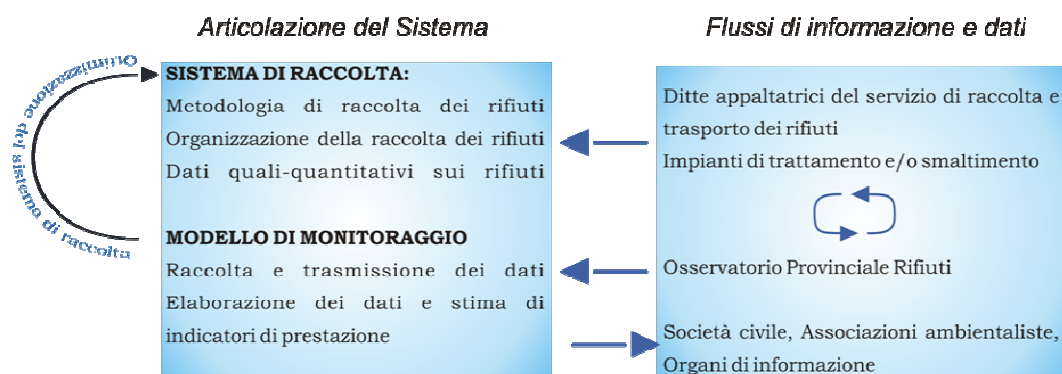 Articolazione del Sistema
Flussi di informazione e dati
Ottimizzazione del sistema di raccolta
SISTEMA DI RACCOLTA:
Metodologia di raccolta dei rifiuti
Organizzazione della raccolta dei rifiuti
Dati quali-quantitativi sui rifiuti
MODELLO DI MONITORAGGIO
Raccolta e trasmissione dei dati
Elaborazione dei dati e stima di
indicatori di prestazione
Ditte appaltatrici del servizio di raccolta e
trasporto dei rifiuti
Impianti di trattamento e/o smaltimento
Osservatorio Provinciale Rifiuti
Società civile, Associazioni ambientaliste,
Organi di informazione